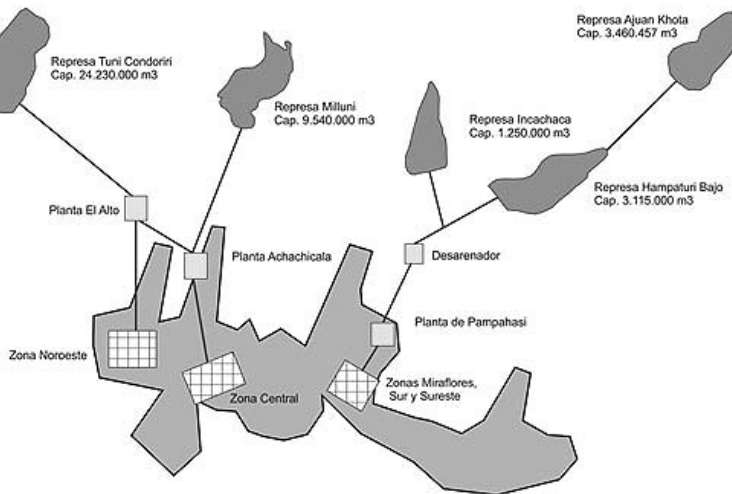 Represa Ajuan Khota
Cap. 3.460.457 m3
Represa Tuni Condoriri
Cap. 24.230.000 m3
Represa Milluni
Cap. 9.540.000 m3
Represa Incachaca
Cap. 1.250.000 m3
Represa Hampaturi Bajo
Cap. 3.115.000 m3
Planta El Alto
Planta Achachicala
Desarenador
Planta de Pampahasi
Zona Noroeste
Zona Central
Zonas Miraflores,
Sur y Sureste